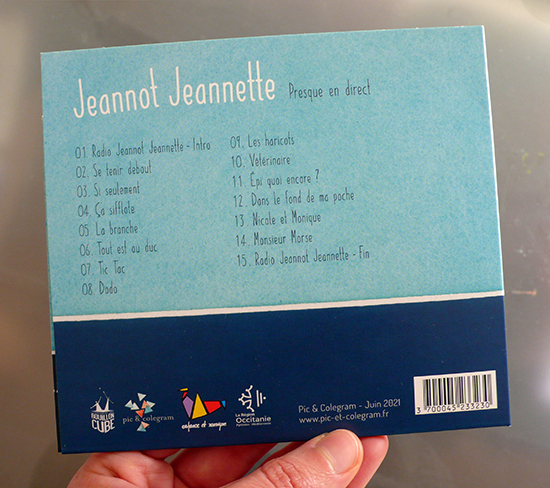 Jeannot Jeannette Presque en direct
01 Radio Jeannot Jeannette - Intro
02. Se tenir debout
03. Si seulement
04. Ça sifflote
05. La branche
06. Tout est au duc
07. Tic Tac
08. Dodo
09. Les haricots
10. Vétérinaire
11. Epi quoi encore ?
12. Dans le fond de ma poche
13. Nicole et Monique
14. Monsieur Morse
15. Radio Jeannot Jeannette - Fin
BOUILLON
CUBE
pic & colegram
enfance et musique
La Région
Occitanie
Pyrénées - Méditerranée
Pic & Colegram - Juin 2021
www.pic-et-colegram.fr
3 700045 233230